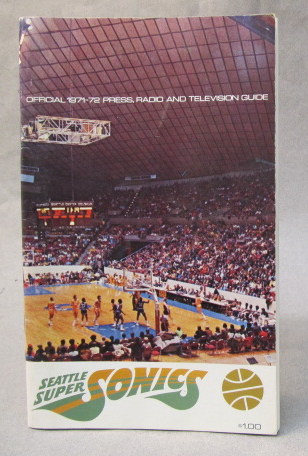 OFFICIAL 1971-72 PRESS, RADIO AND TELEVISION GUIDE
SEATTLE
SUPER SONICS
$1.00